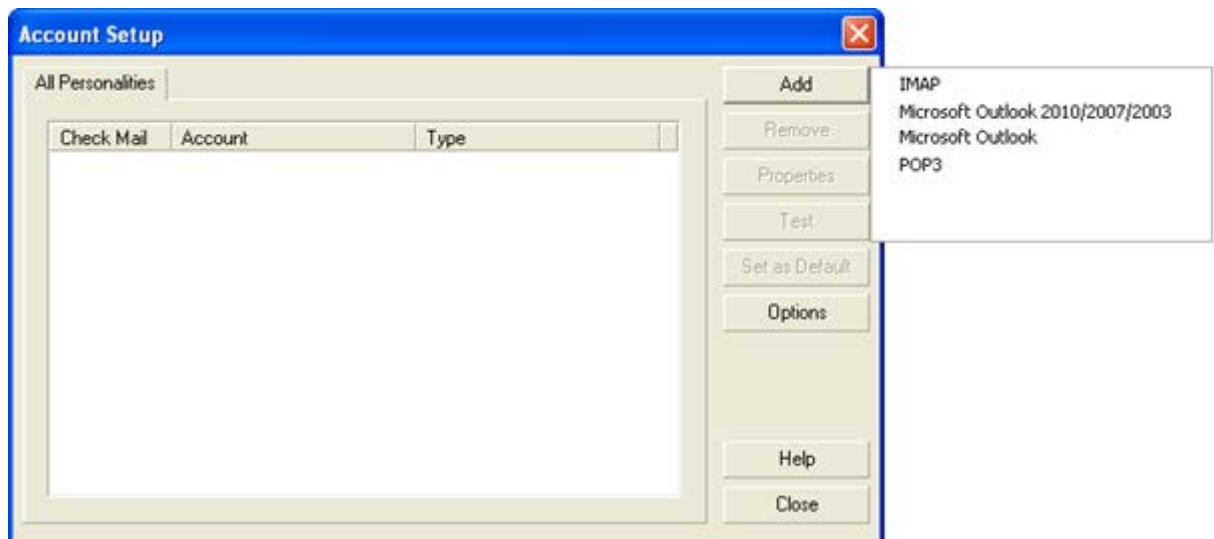 Account Setup
All Personalities
Check Mail Account Type
Add
Remove
Properties
Test
Set as Default
Options
Help
Close
IMAP
Microsoft Outlook 2010/2007/2003
Microsoft Outlook
POP3